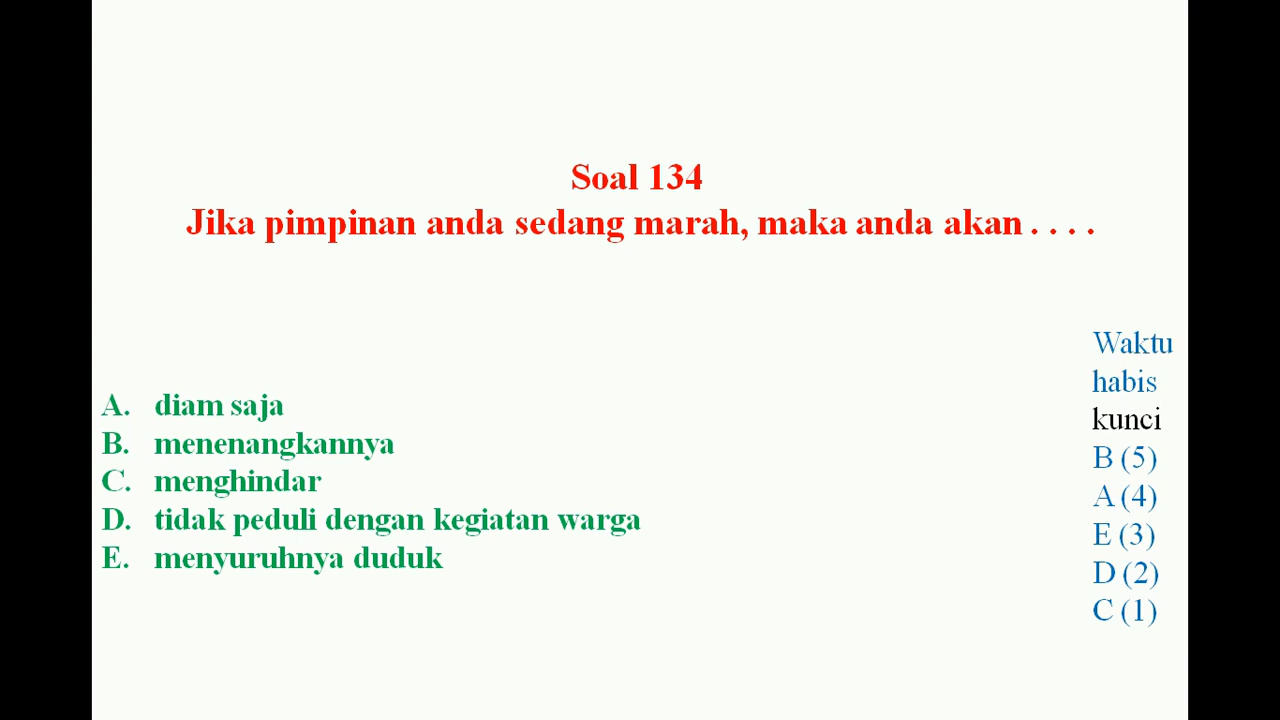 Soal 134
Jika pimpinan anda sedang marah, maka anda akan . . . .
A. diam saja
B. menenangkannya
C. menghindar
D. tidak peduli dengan kegiatan warga
E. menyuruhnya duduk
Waktu
habis
kunci
B (5)
A (4)
E (3)
D (2)
C (1)